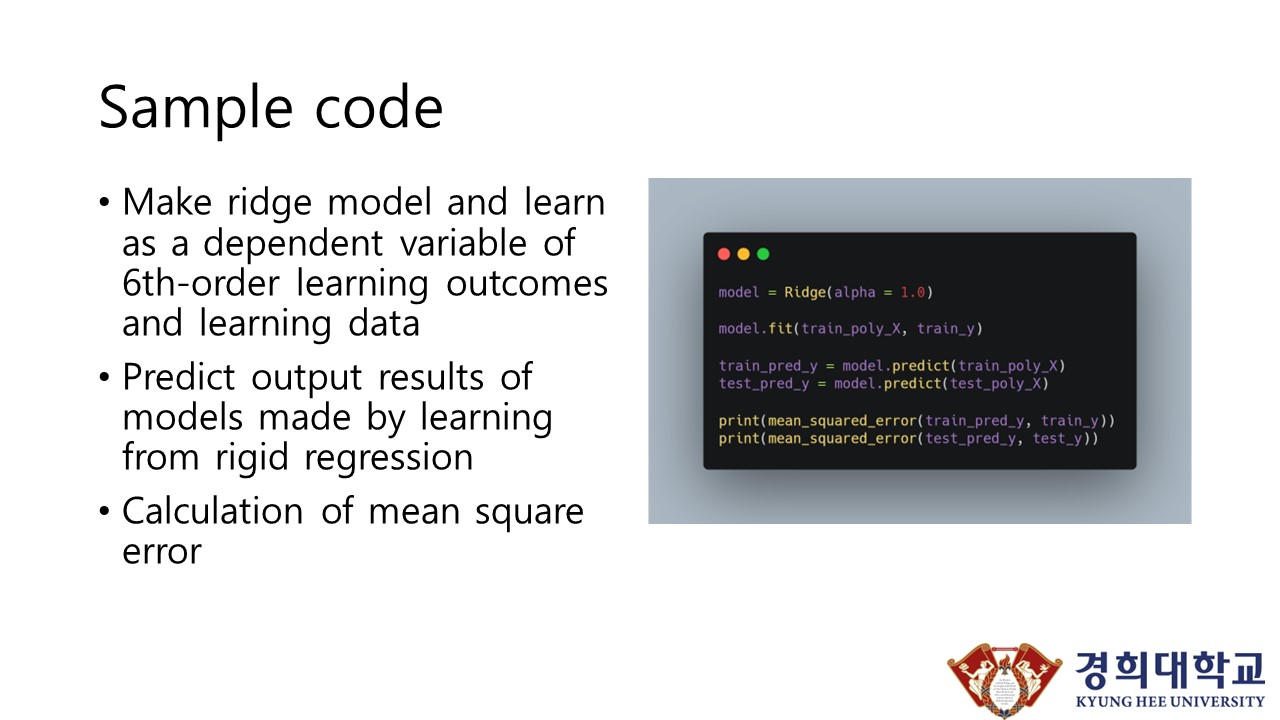 Sample code
• Make ridge model and learn
as a dependent variable of
6th-order learning outcomes
and learning data
• Predict output results of
models made by learning
from rigid regression
• Calculation of mean square
error
model = Ridge(alpha = 1.0)
model.fit(train_poly_X, train_y)
train_pred_y = model.predict(train_poly_X)
test_pred_y = model.predict(test_poly_X)
print(mean_squared_error(train_pred_y, train_y))
print(mean_squared_error(test_pred_y, test_y))
경희대학교
KYUNG HEE UNIVERSITY